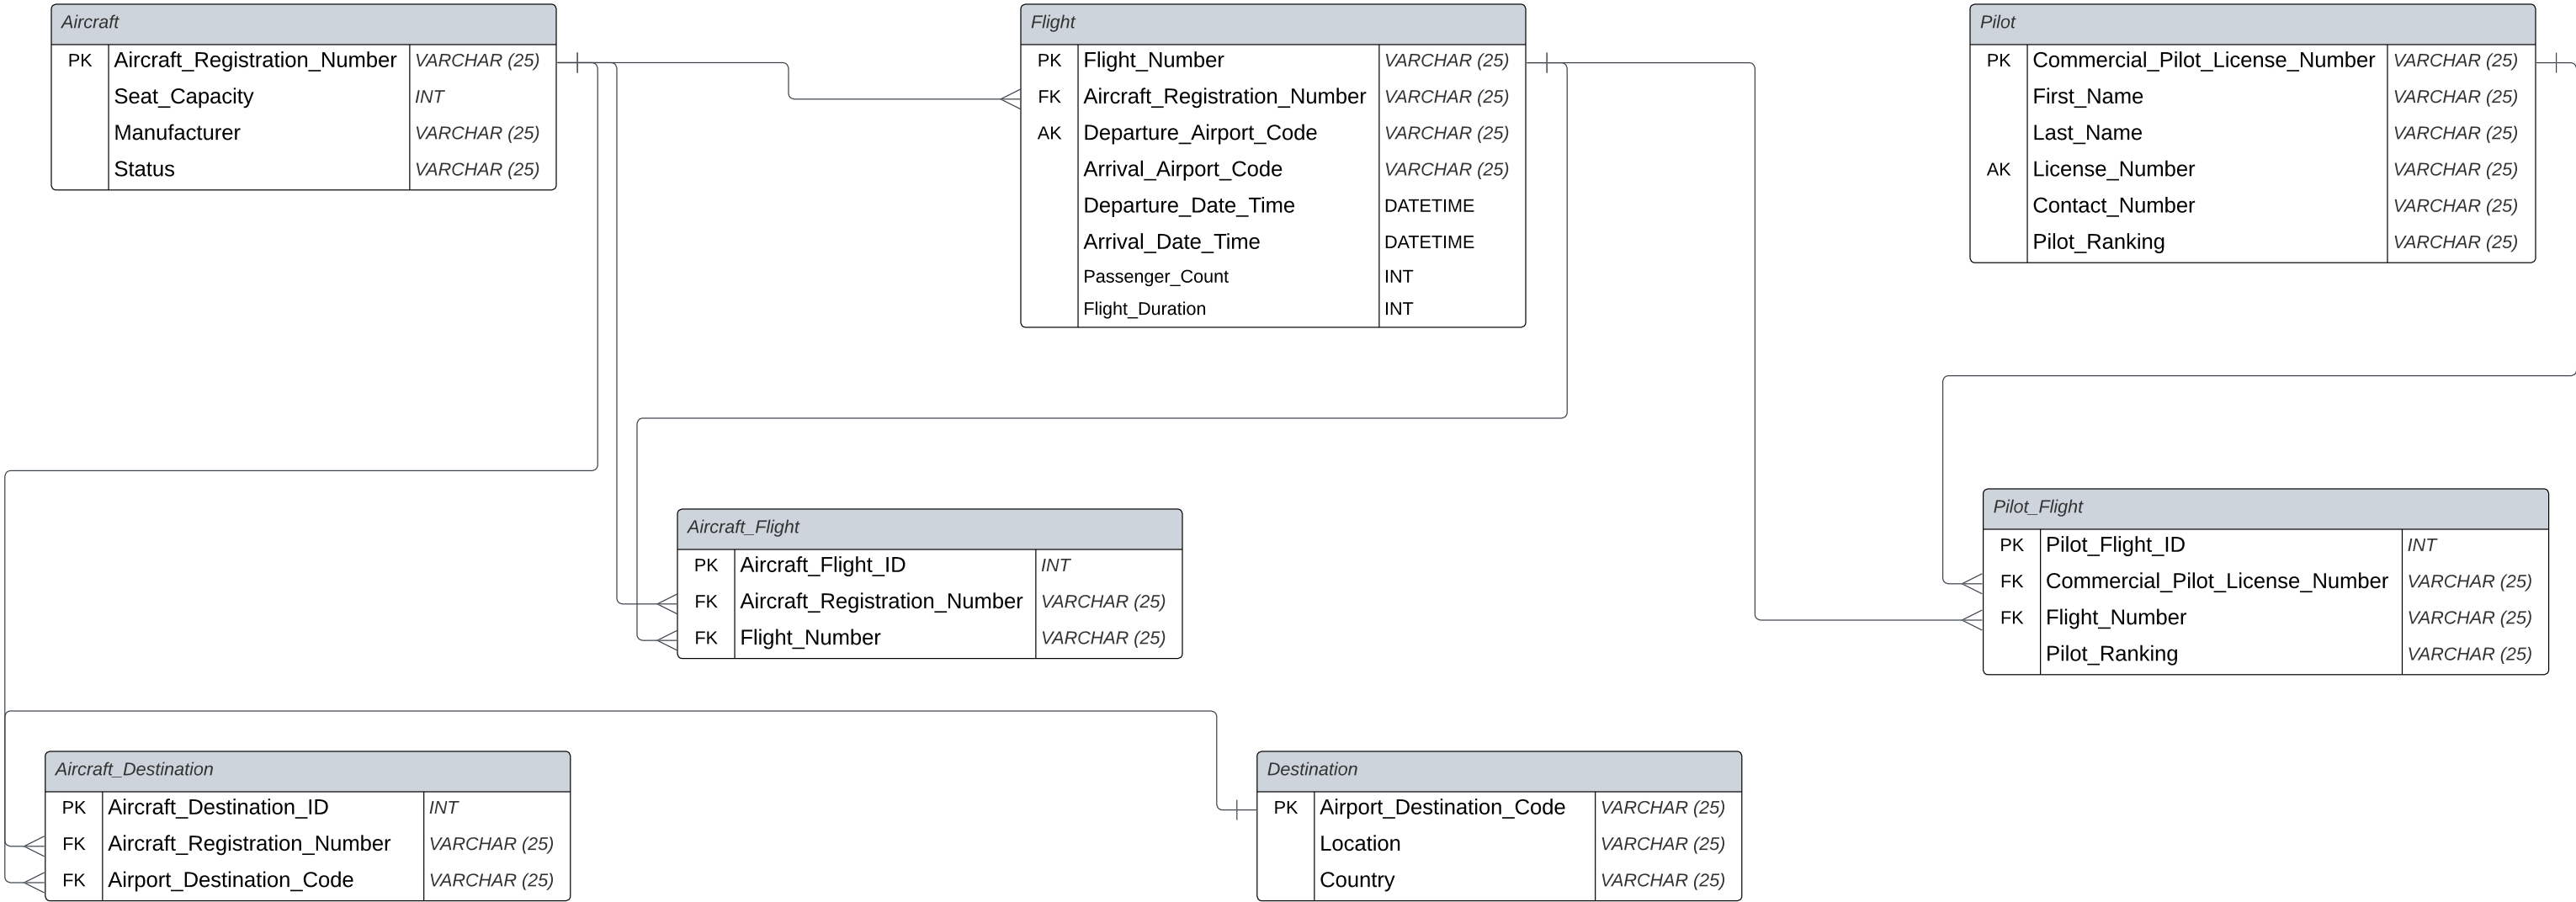 Aircraft
PK Aircraft_Registration_Number VARCHAR (25)
Seat_Capacity INT
Manufacturer VARCHAR (25)
Status VARCHAR (25)
Flight
PK Flight_Number VARCHAR (25)
FK Aircraft_Registration_Number VARCHAR (25)
AK Departure_Airport_Code VARCHAR (25)
Arrival_Airport_Code VARCHAR (25)
Departure_Date_Time DATETIME
Arrival_Date_Time DATETIME
Passenger_Count INT
Flight_Duration INT
Pilot
PK Commercial_Pilot_License_Number VARCHAR (25)
First_Name VARCHAR (25)
Last_Name VARCHAR (25)
AK License_Number VARCHAR (25)
Contact_Number VARCHAR (25)
Pilot_Ranking VARCHAR (25)
Aircraft_Flight
PK Aircraft_Flight_ID INT
FK Aircraft_Registration_Number VARCHAR (25)
FK Flight_Number VARCHAR (25)
Pilot_Flight
PK Pilot_Flight_ID INT
FK Commercial_Pilot_License_Number VARCHAR (25)
FK Flight_Number VARCHAR (25)
Pilot_Ranking VARCHAR (25)
Aircraft_Destination
PK Aircraft_Destination_ID INT
FK Aircraft_Registration_Number VARCHAR (25)
FK Airport_Destination_Code VARCHAR (25)
Destination
PK Airport_Destination_Code VARCHAR (25)
Location VARCHAR (25)
Country VARCHAR (25)